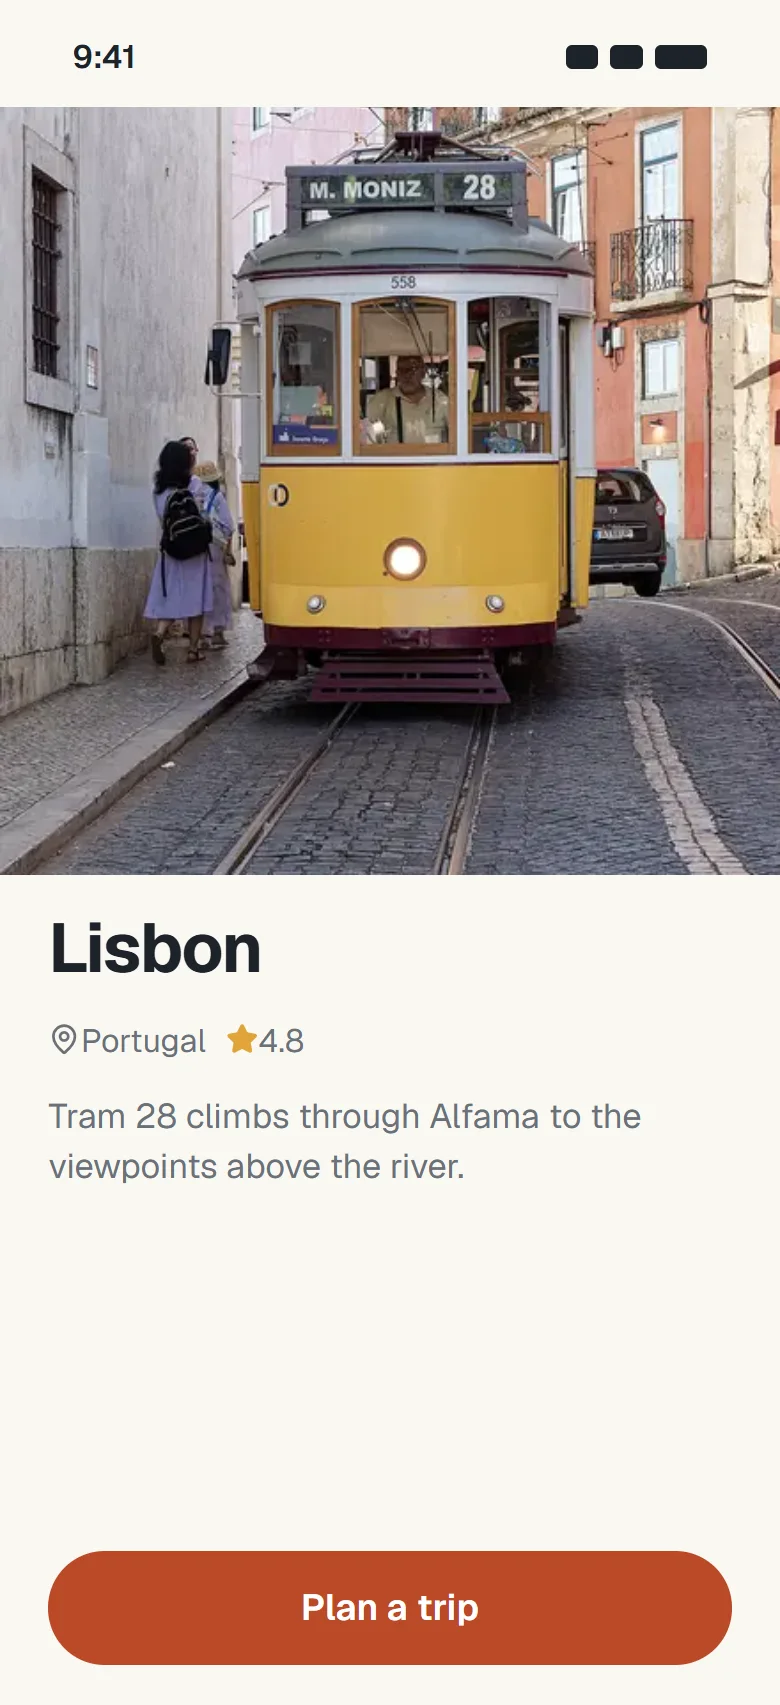 9:41
M. MONIZ 28
558
Lisbon
Portugal 4.8
Tram 28 climbs through Alfama to the
viewpoints above the river.
Plan a trip